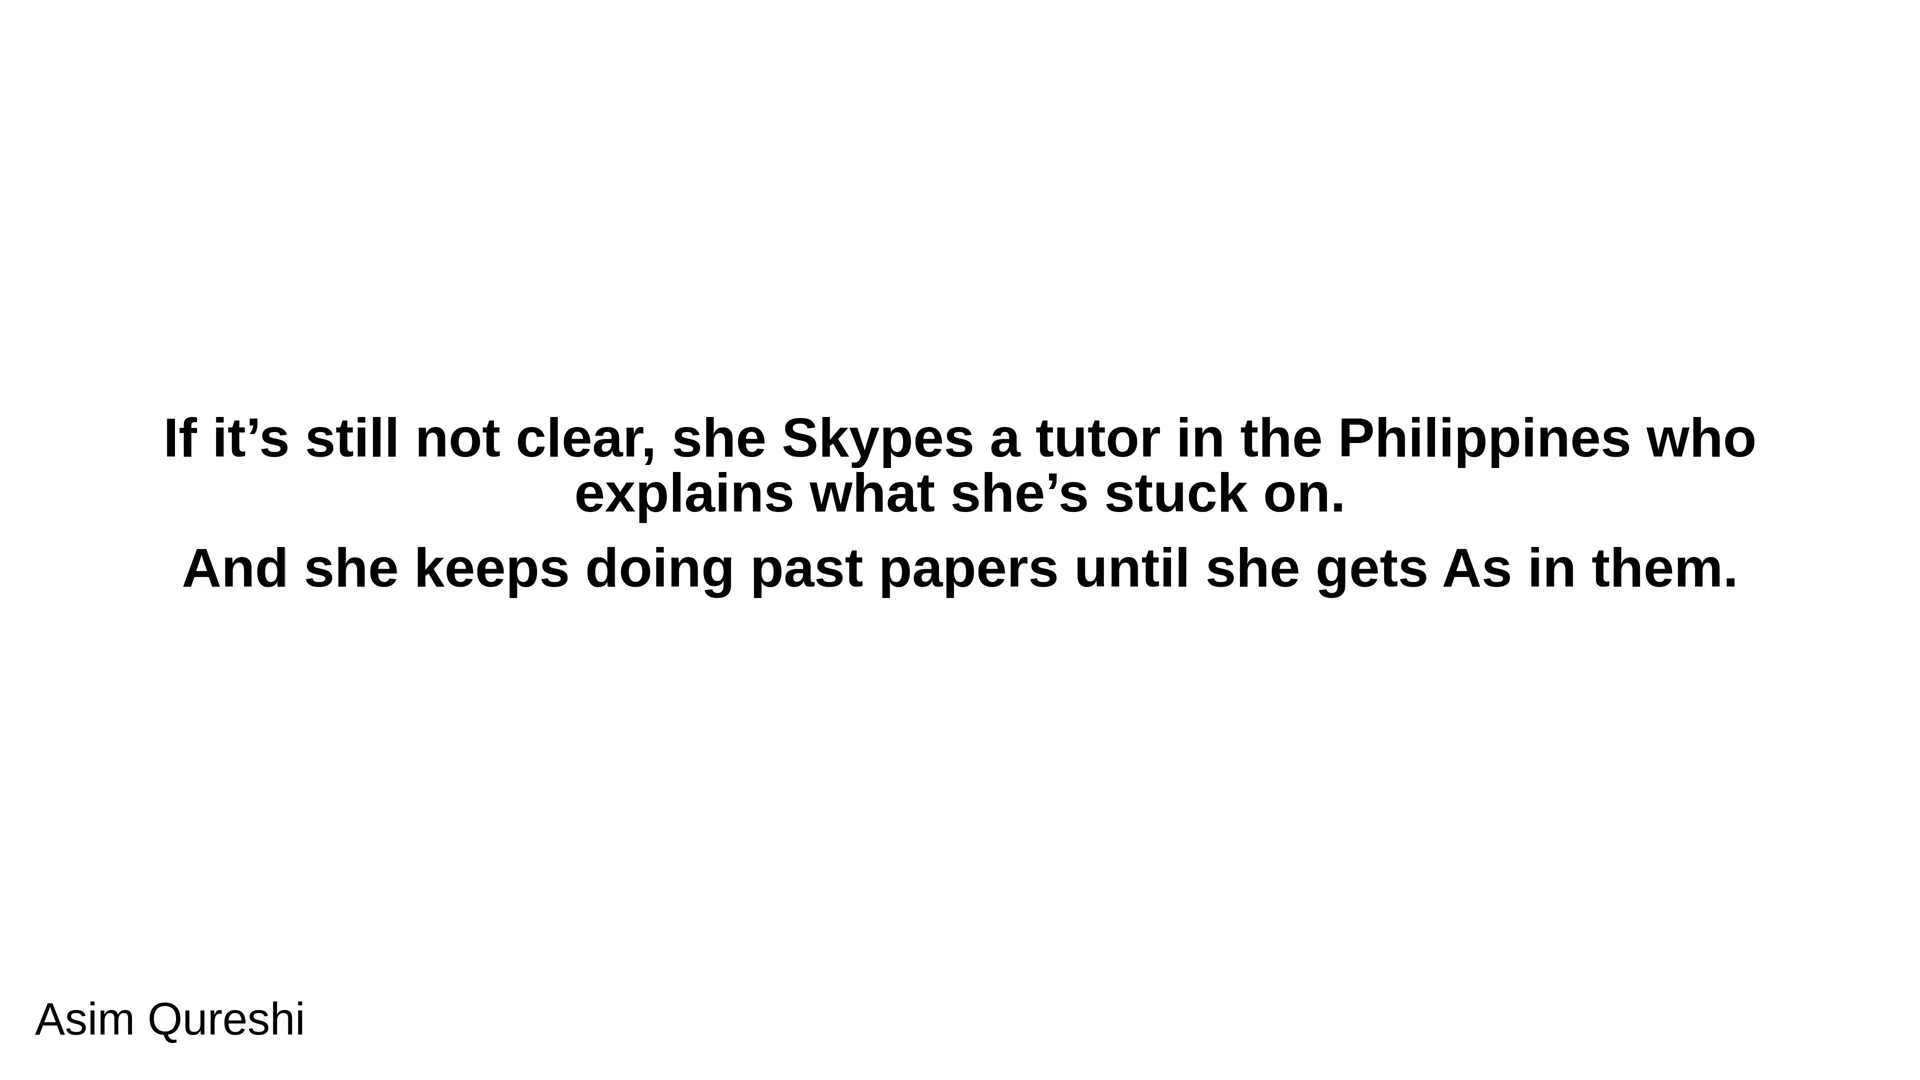 If it’s still not clear, she Skypes a tutor in the Philippines who
explains what she’s stuck on.
And she keeps doing past papers until she gets As in them.
Asim Qureshi